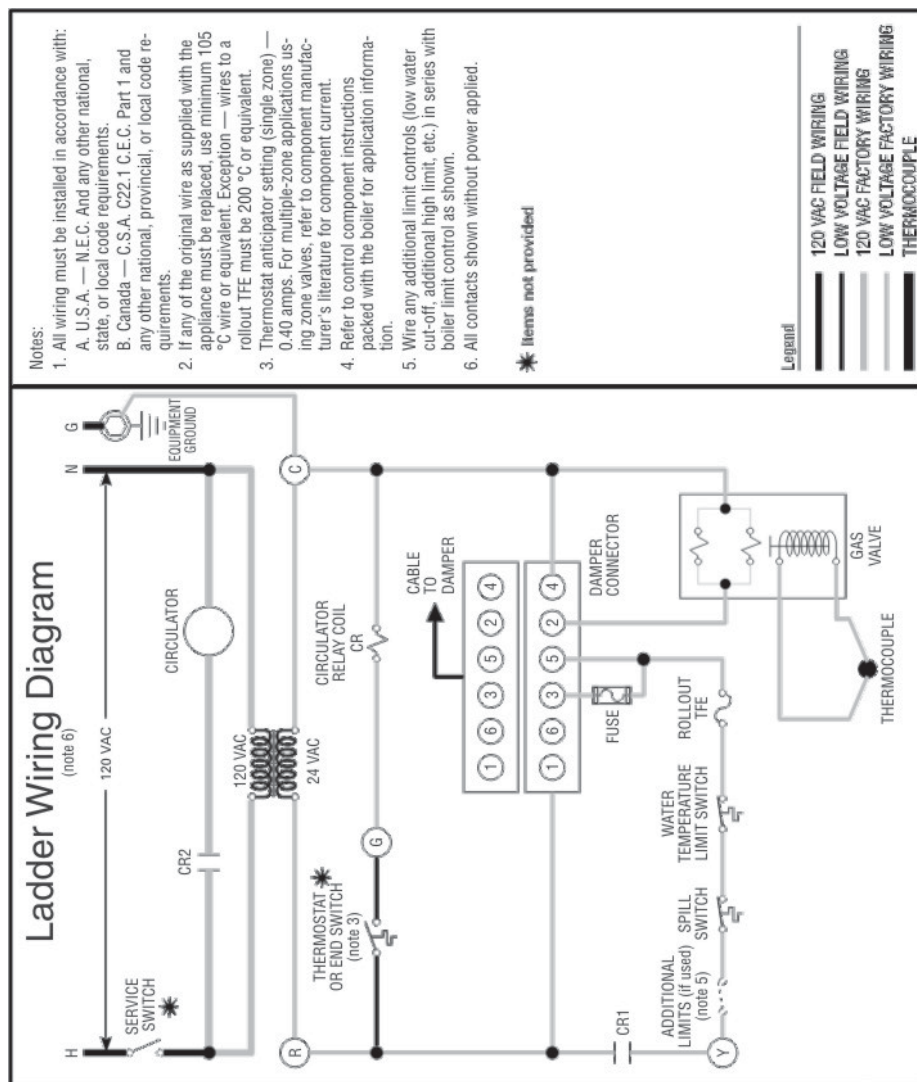 Ladder Wiring Diagram
(note 6)
H
120 VAC
N
G
SERVICE
SWITCH
EQUIPMENT
GROUND
CR2
CIRCULATOR
120 VAC
24 VAC
R
C
THERMOSTAT
OR END SWITCH
(note 3)
G
CIRCULATOR
RELAY COIL
CR
CABLE
TO
DAMPER
1 6 3 5 2 4
1 6 3 5 2 4
DAMPER
CONNECTOR
FUSE
CR1
ADDITIONAL
LIMITS (if used)
(note 5)
Y
SPILL
SWITCH
WATER
TEMPERATURE
LIMIT SWITCH
ROLLOUT
TFE
GAS
VALVE
THERMOCOUPLE
Notes:
1. All wiring must be installed in accordance with:
A. U.S.A. — N.E.C. And any other national,
state, or local code requirements.
B. Canada — C.S.A. C22.1 C.E.C. Part 1 and
any other national, provincial, or local code re-
quirements.
2. If any of the original wire as supplied with the
appliance must be replaced, use minimum 105
°C wire or equivalent. Exception — wires to a
rollout TFE must be 200 °C or equivalent.
3. Thermostat anticipator setting (single zone) —
0.40 amps. For multiple-zone applications us-
ing zone valves, refer to component manufac-
turer's literature for component current.
4. Refer to control component instructions
packed with the boiler for application informa-
tion.
5. Wire any additional limit controls (low water
cut-off, additional high limit, etc.) in series with
boiler limit control as shown.
6. All contacts shown without power applied.
Items not provided
Legend
120 VAC FIELD WIRING
LOW VOLTAGE FIELD WIRING
120 VAC FACTORY WIRING
LOW VOLTAGE FACTORY WIRING
THERMOCOUPLE